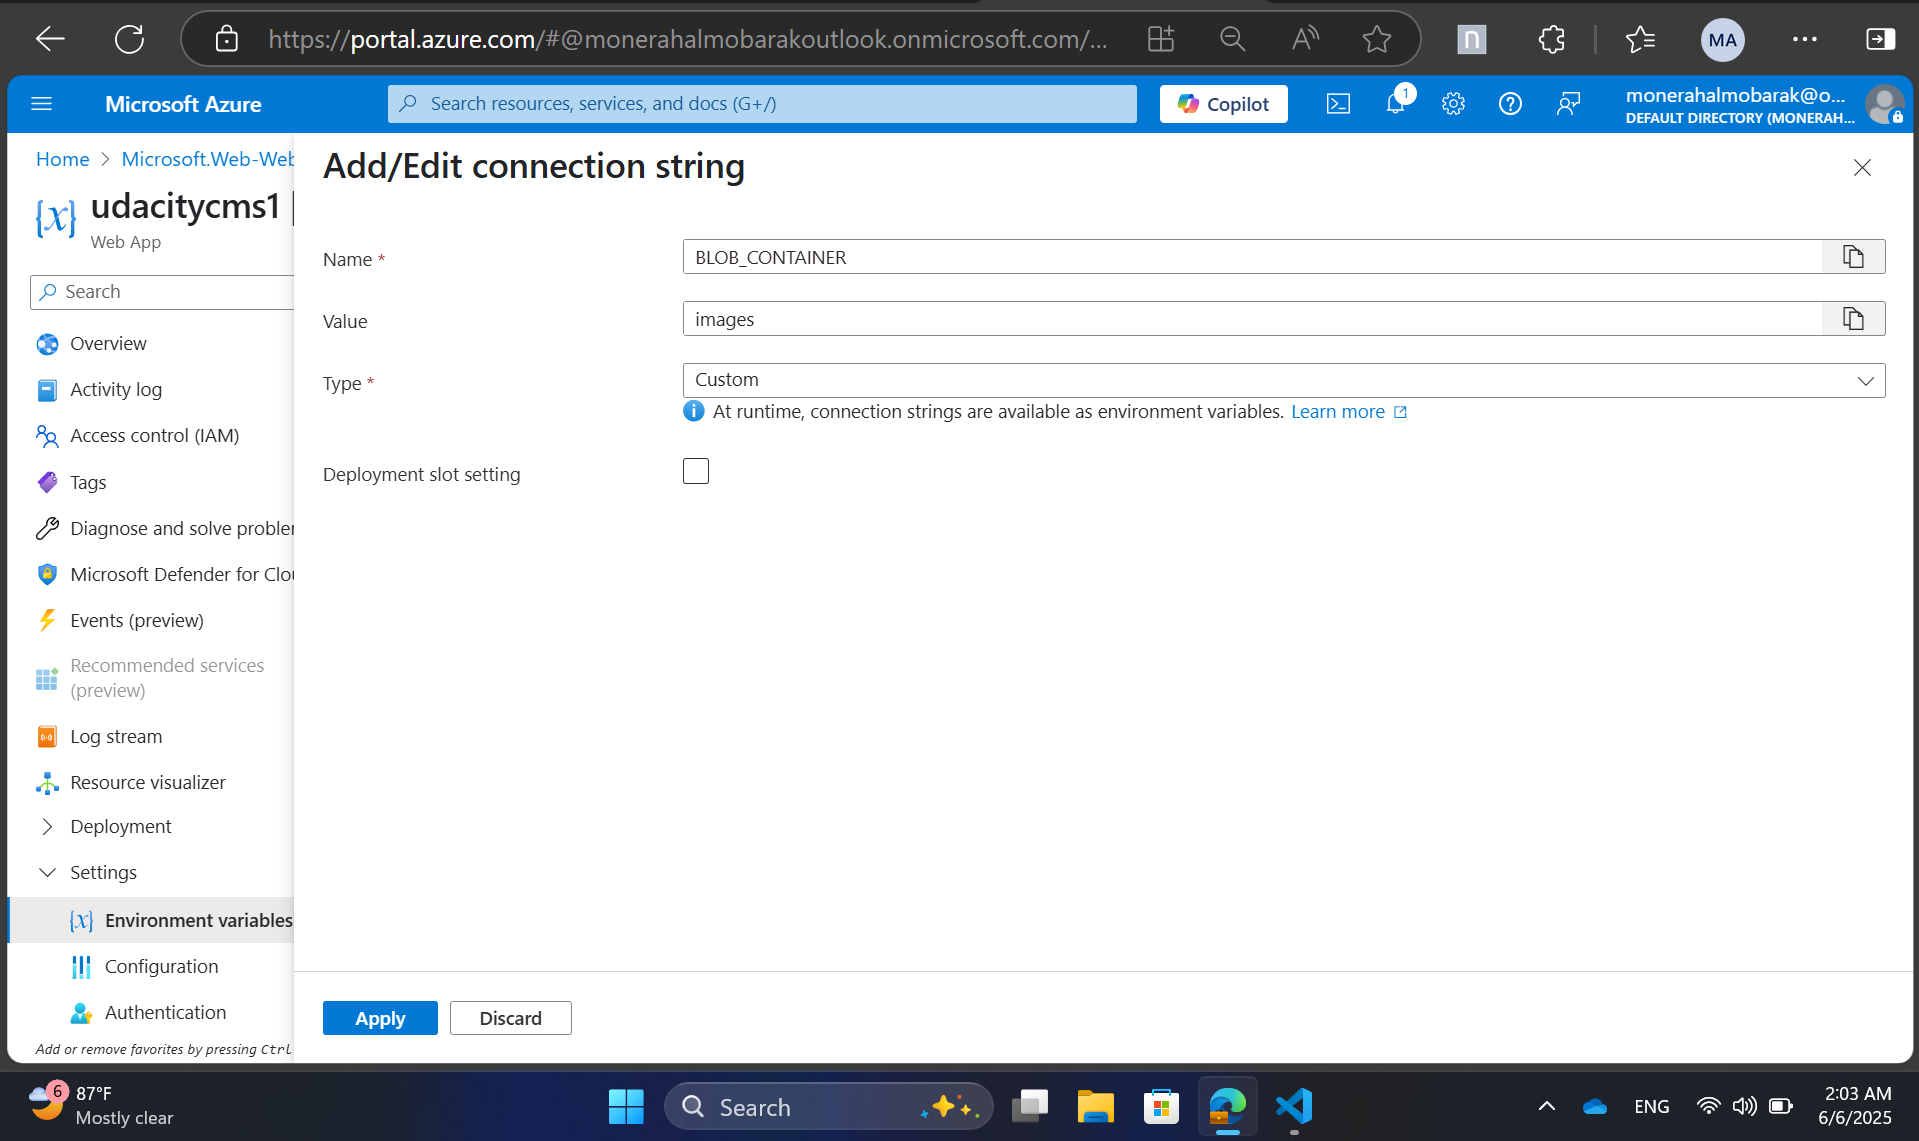 https://portal.azure.com/#@monerahalmobarakoutlook.onmicrosoft.com/...
MA
Microsoft Azure
Search resources, services, and docs (G+/)
Copilot
1
monerahalmobarak@o...
DEFAULT DIRECTORY (MONERAH...
Home > Microsoft.Web-Web
udacitycms1 |
Web App
Search
Overview
Activity log
Access control (IAM)
Tags
Diagnose and solve probler
Microsoft Defender for Clou
Events (preview)
Recommended services
(preview)
Log stream
Resource visualizer
Deployment
Settings
Environment variables
Configuration
Authentication
Add or remove favorites by pressing Ctrl
Add/Edit connection string
Name *
BLOB_CONTAINER
Value
images
Type *
Custom
At runtime, connection strings are available as environment variables. Learn more
Deployment slot setting
Apply
Discard
6
87°F
Mostly clear
Search
ENG
2:03 AM
6/6/2025